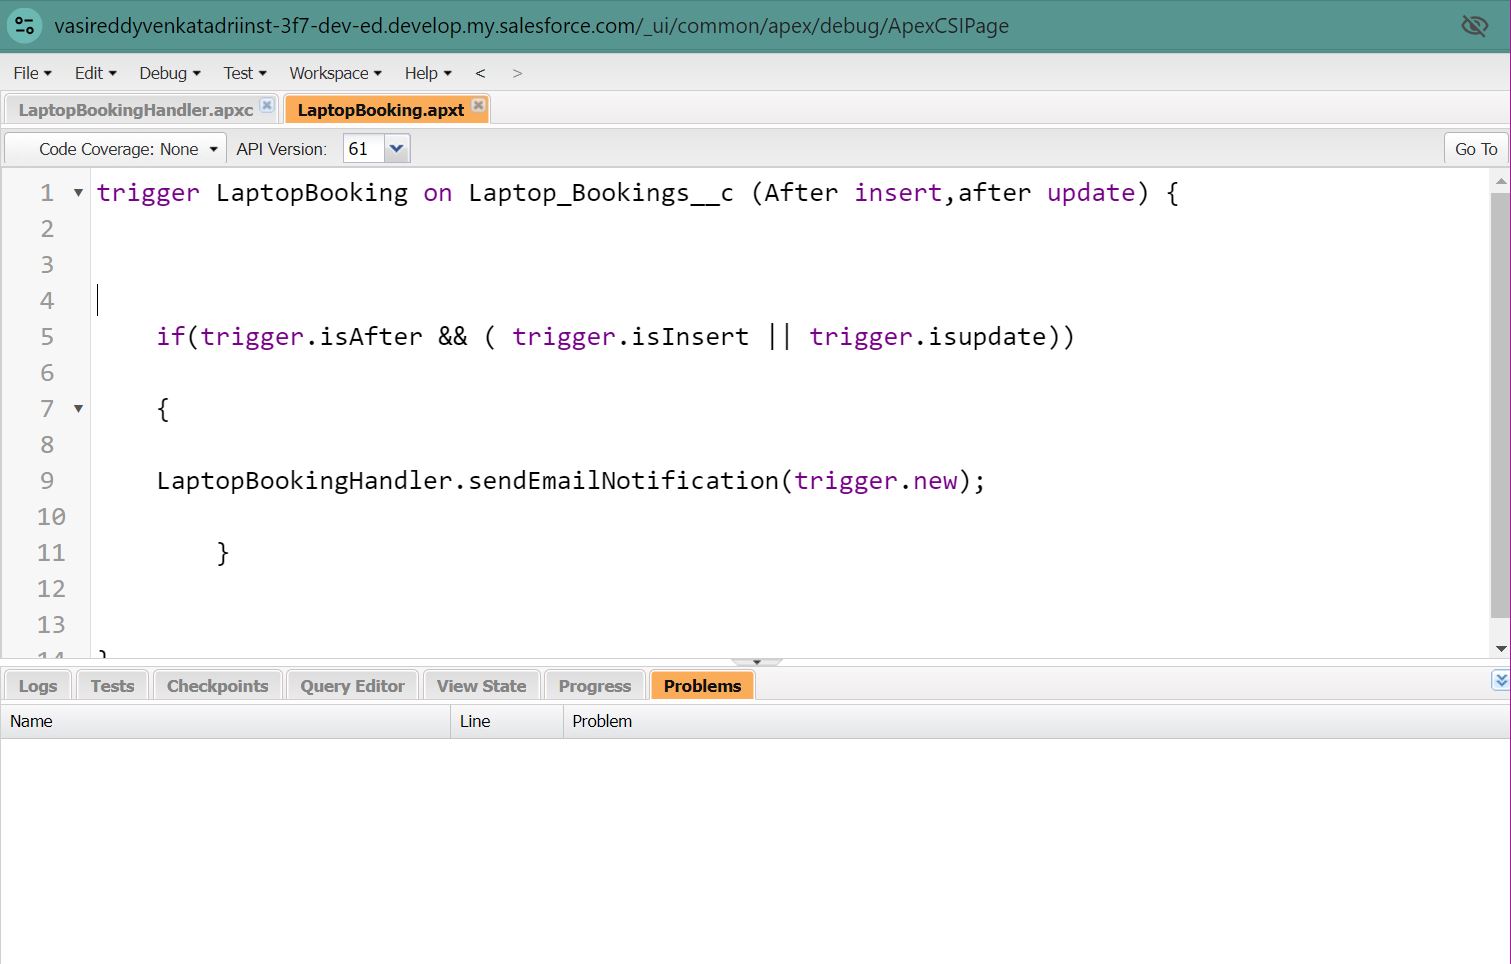 vasireddyvenkatadriinst-3f7-dev-ed.develop.my.salesforce.com/_ui/common/apex/debug/ApexCSIPage
File Edit Debug Test Workspace Help < >
LaptopBookingHandler.apxc LaptopBooking.apxt
Code Coverage: None API Version: 61 Go To
1 trigger LaptopBooking on Laptop_Bookings__c (After insert,after update) {
2
3
4
5 if(trigger.isAfter && ( trigger.isInsert || trigger.isupdate))
6
7 {
8
9 LaptopBookingHandler.sendEmailNotification(trigger.new);
10
11 }
12
13
14 }
Logs Tests Checkpoints Query Editor View State Progress Problems
Name Line Problem